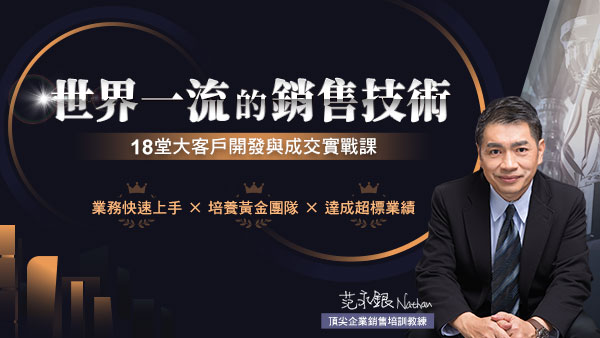 世界一流的銷售技術
18堂大客戶開發與成交實戰課
業務快速上手 × 培養黃金團隊 × 達成超標業績
范永銀 Nathan
頂尖企業銷售培訓教練